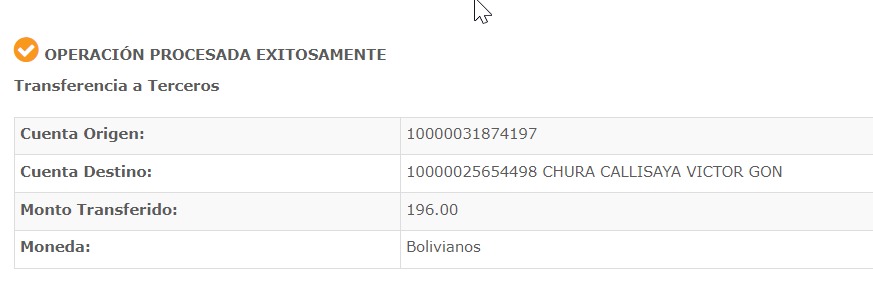 OPERACIÓN PROCESADA EXITOSAMENTE
Transferencia a Terceros
Cuenta Origen: 10000031874197
Cuenta Destino: 10000025654498 CHURA CALLISAYA VICTOR GON
Monto Transferido: 196.00
Moneda: Bolivianos